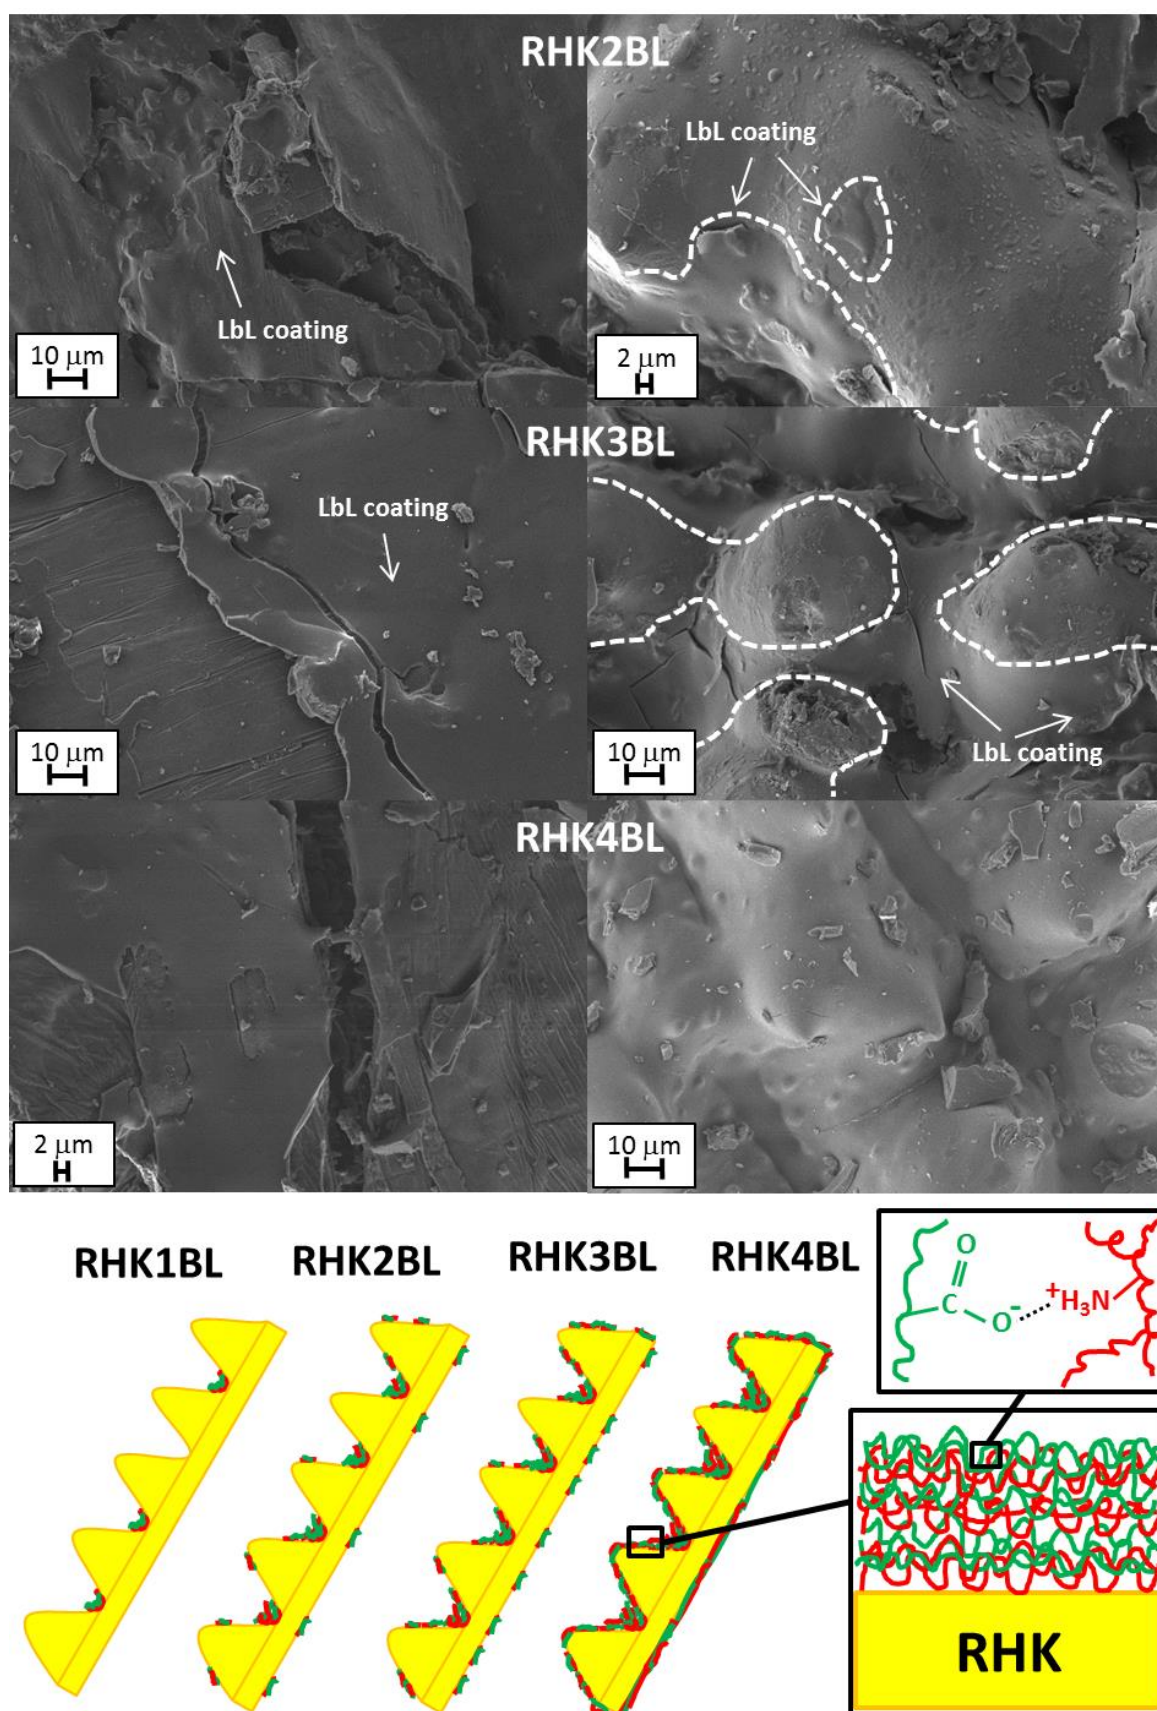 RHK2BL
LbL coating
LbL coating
10 μm
2 μm
RHK3BL
LbL coating
LbL coating
10 μm
10 μm
RHK4BL
2 μm
10 μm
RHK1BL
RHK2BL
RHK3BL
RHK4BL
O
C
O⁻
⁺H₃N
RHK